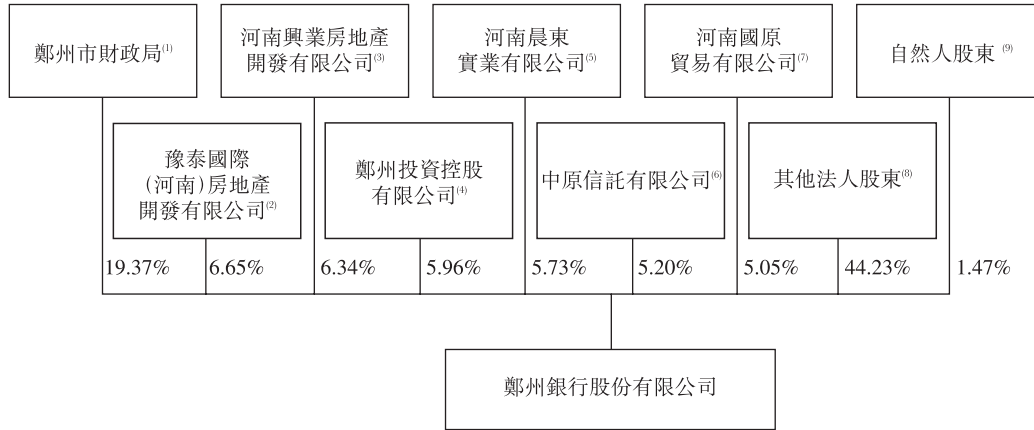 鄭州市財政局(1)
河南興業房地產
開發有限公司(3)
河南晨東
實業有限公司(5)
河南國原
貿易有限公司(7)
自然人股東 (9)
豫泰國際
(河南)房地產
開發有限公司(2)
鄭州投資控股
有限公司(4)
中原信託有限公司(6)
其他法人股東(8)
19.37%
6.65%
6.34%
5.96%
5.73%
5.20%
5.05%
44.23%
1.47%
鄭州銀行股份有限公司